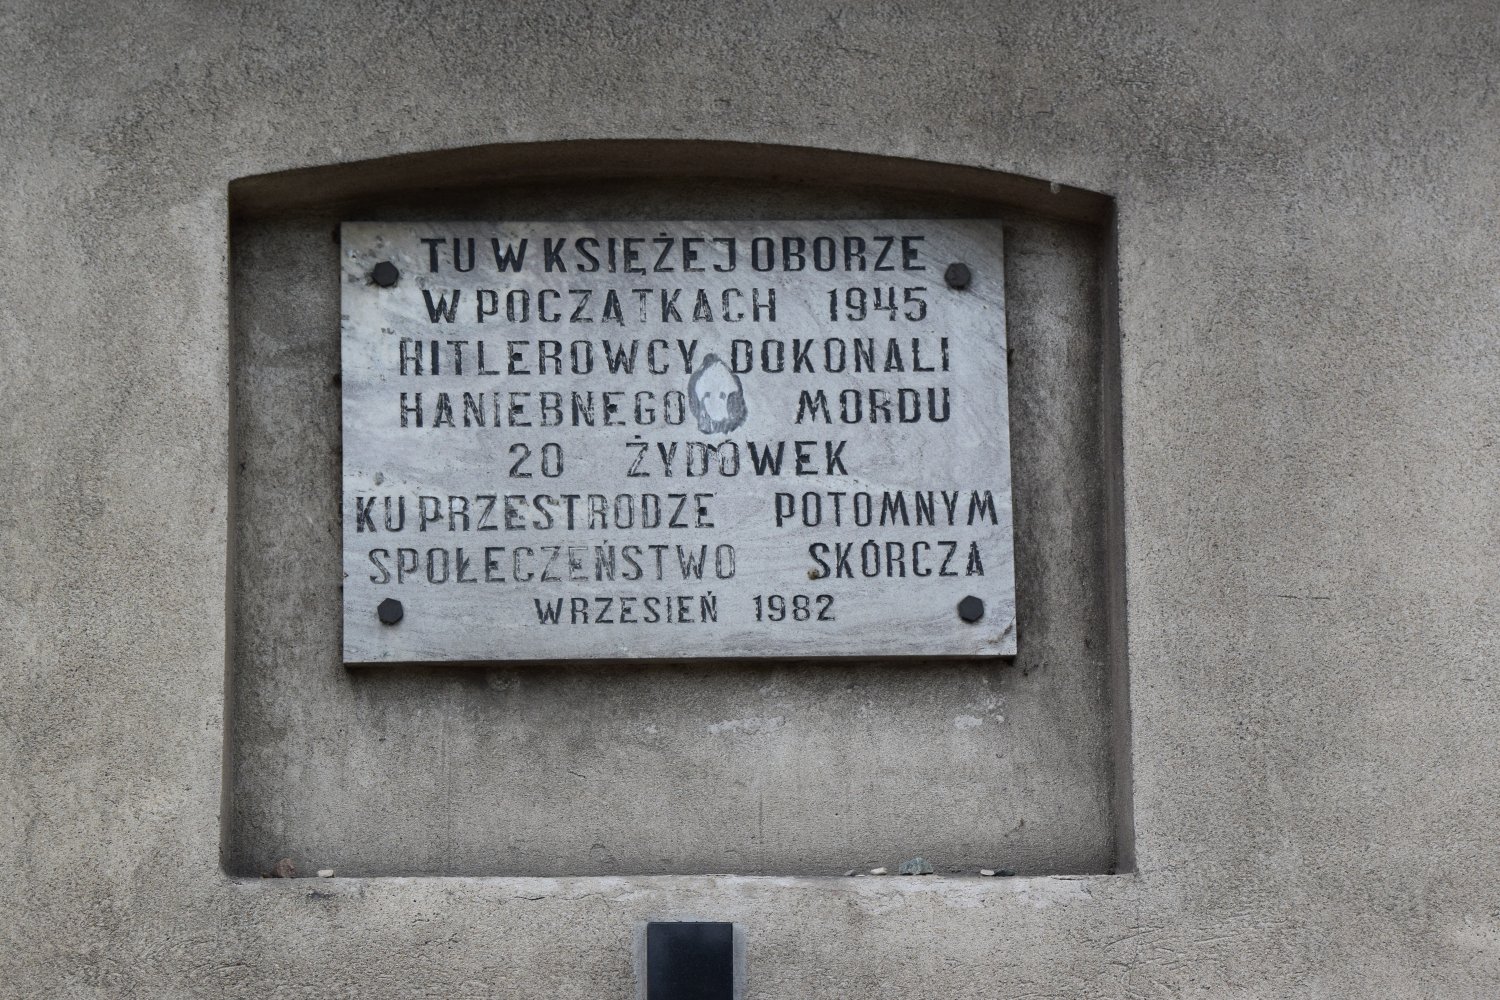 TU W KSIĘŻEJ OBORZE
W POCZĄTKACH 1945
HITLEROWCY DOKONALI
HANIEBNEGO MORDU
20 ŻYDÓWEK
KU PRZESTRODZE POTOMNYM
SPOŁECZEŃSTWO SKÓRCZA
WRZESIEŃ 1982